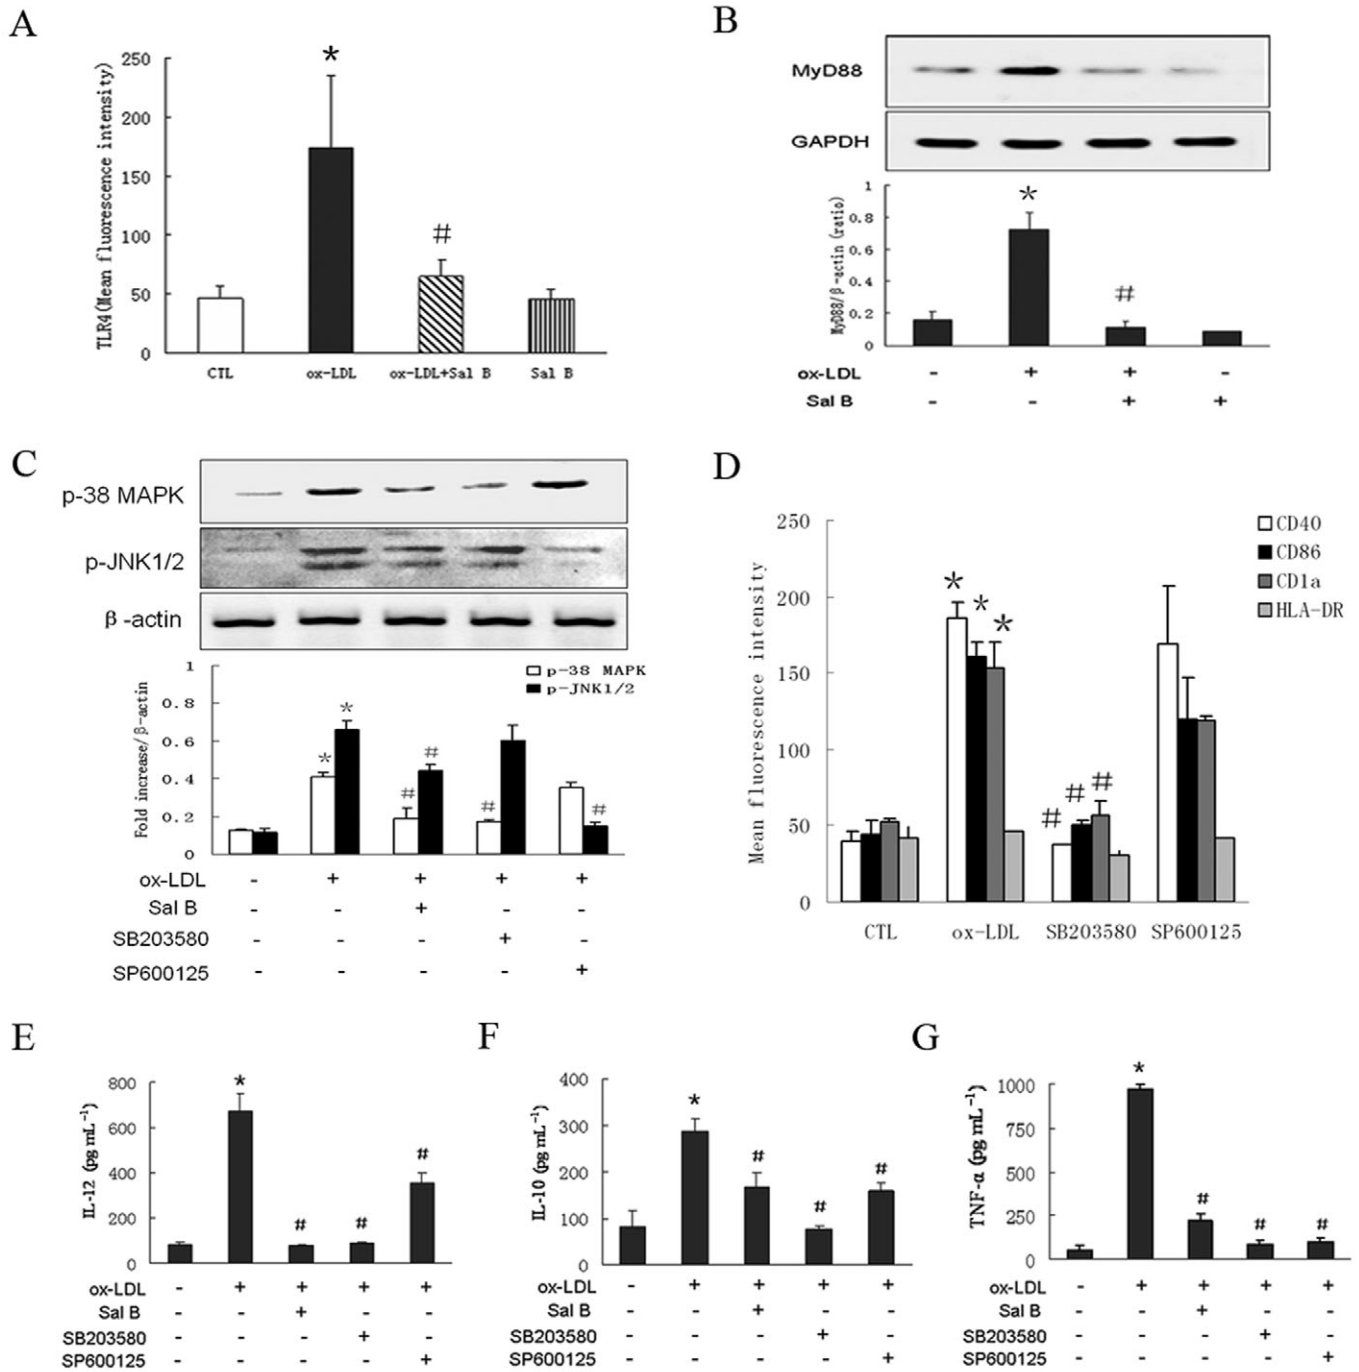 A
TLR4(Mean fluorescence intensity)
250
200
150
100
50
0
*
#
CTL ox-LDL ox-LDL+Sal B Sal B
B
MyD88
GAPDH
MyD88/β-actin (ratio)
1
0.8
0.6
0.4
0.2
0
*
#
ox-LDL - + + -
Sal B - - + +
C
p-38 MAPK
p-JNK1/2
β-actin
Fold increase/β-actin
1
0.8
0.6
0.4
0.2
0
p-38 MAPK
p-JNK1/2
* * # # # #
ox-LDL - + + + +
Sal B - - + - -
SB203580 - - - + -
SP600125 - - - - +
D
Mean fluorescence intensity
250
200
150
100
50
0
CD40
CD86
CD1a
HLA-DR
* * * # # #
CTL ox-LDL SB203580 SP600125
E
IL-12 (pg mL⁻¹)
800
600
400
200
0
* # # #
ox-LDL - + + + +
Sal B - - + - -
SB203580 - - - + -
SP600125 - - - - +
F
IL-10 (pg mL⁻¹)
400
300
200
100
0
* # # #
ox-LDL - + + + +
Sal B - - + - -
SB203580 - - - + -
SP600125 - - - - +
G
TNF-α (pg mL⁻¹)
1000
750
500
250
0
* # # #
ox-LDL - + + + +
Sal B - - + - -
SB203580 - - - + -
SP600125 - - - - +